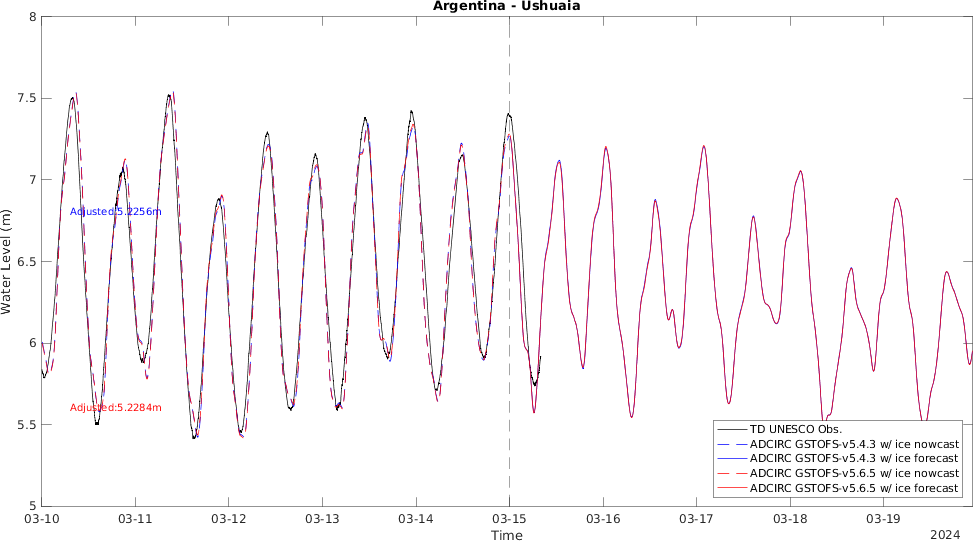 Argentina - Ushuaia
8
7.5
7
6.5
6
5.5
5
Water Level (m)
Adjusted:5.2256m
Adjusted:5.2284m
TD UNESCO Obs.
ADCIRC GSTOFS-v5.4.3 w/ ice nowcast
ADCIRC GSTOFS-v5.4.3 w/ ice forecast
ADCIRC GSTOFS-v5.6.5 w/ ice nowcast
ADCIRC GSTOFS-v5.6.5 w/ ice forecast
03-10 03-11 03-12 03-13 03-14 03-15 03-16 03-17 03-18 03-19
Time
2024